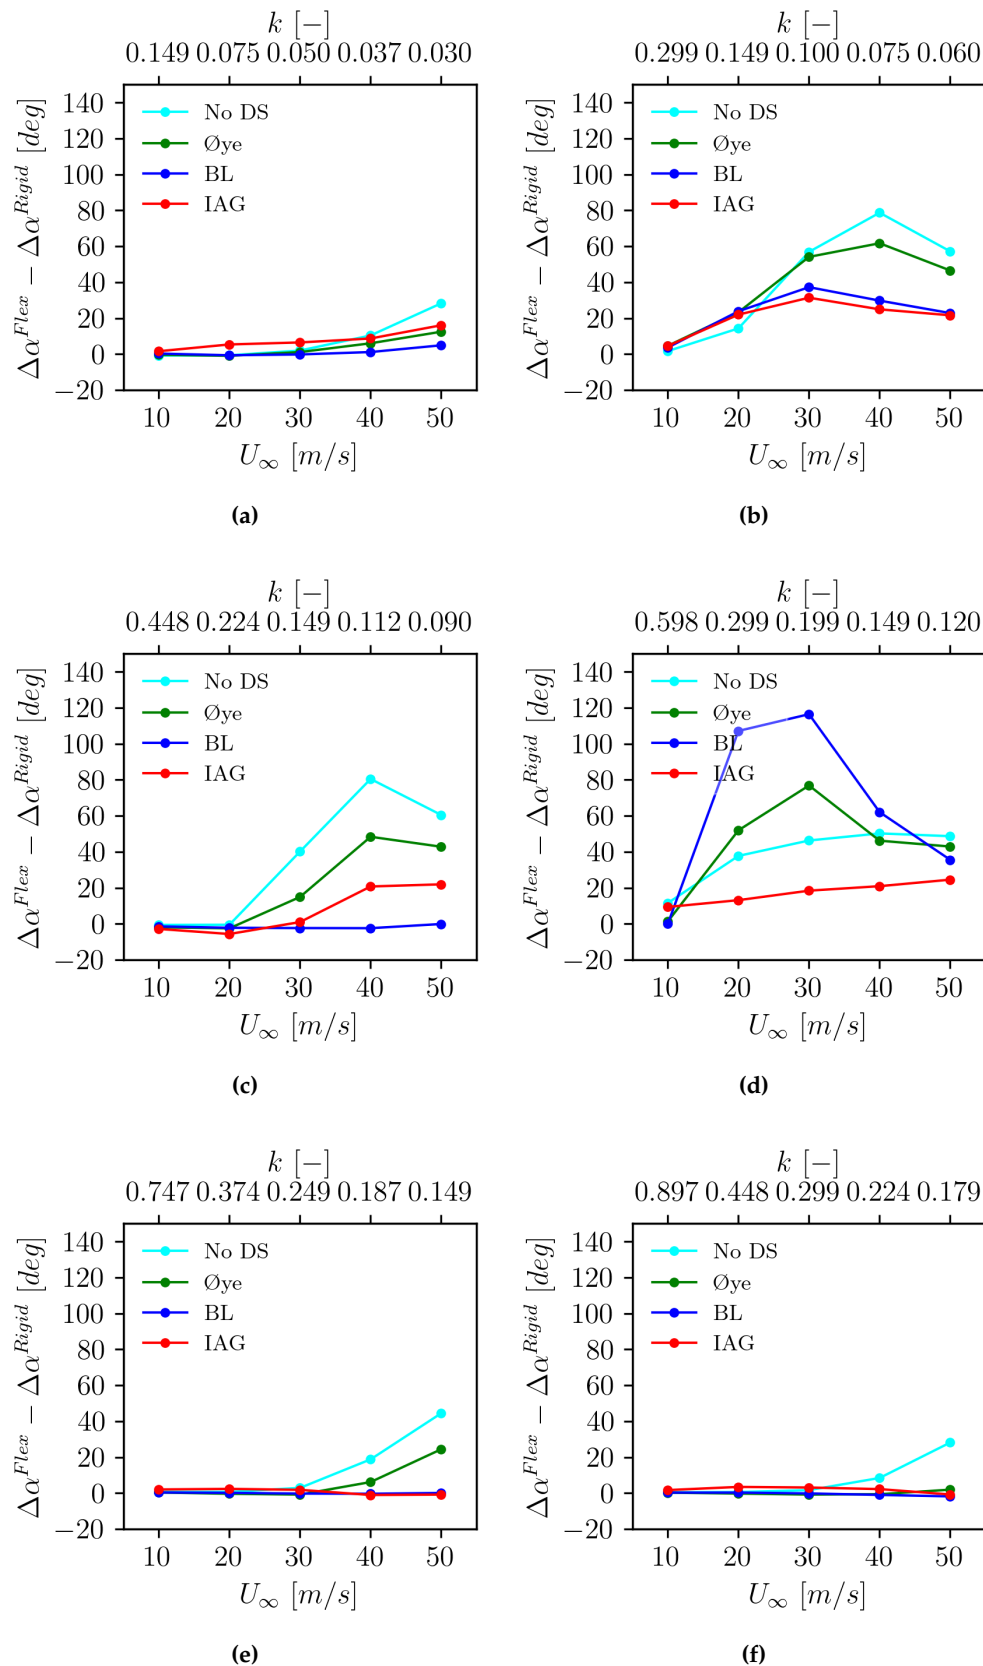 k [−]
0.149 0.075 0.050 0.037 0.030
Δα^Flex − Δα^Rigid [deg]
140
120
100
80
60
40
20
0
−20
No DS
Øye
BL
IAG
10 20 30 40 50
U∞ [m/s]
(a)
k [−]
0.299 0.149 0.100 0.075 0.060
Δα^Flex − Δα^Rigid [deg]
140
120
100
80
60
40
20
0
−20
No DS
Øye
BL
IAG
10 20 30 40 50
U∞ [m/s]
(b)
k [−]
0.448 0.224 0.149 0.112 0.090
Δα^Flex − Δα^Rigid [deg]
140
120
100
80
60
40
20
0
−20
No DS
Øye
BL
IAG
10 20 30 40 50
U∞ [m/s]
(c)
k [−]
0.598 0.299 0.199 0.149 0.120
Δα^Flex − Δα^Rigid [deg]
140
120
100
80
60
40
20
0
−20
No DS
Øye
BL
IAG
10 20 30 40 50
U∞ [m/s]
(d)
k [−]
0.747 0.374 0.249 0.187 0.149
Δα^Flex − Δα^Rigid [deg]
140
120
100
80
60
40
20
0
−20
No DS
Øye
BL
IAG
10 20 30 40 50
U∞ [m/s]
(e)
k [−]
0.897 0.448 0.299 0.224 0.179
Δα^Flex − Δα^Rigid [deg]
140
120
100
80
60
40
20
0
−20
No DS
Øye
BL
IAG
10 20 30 40 50
U∞ [m/s]
(f)